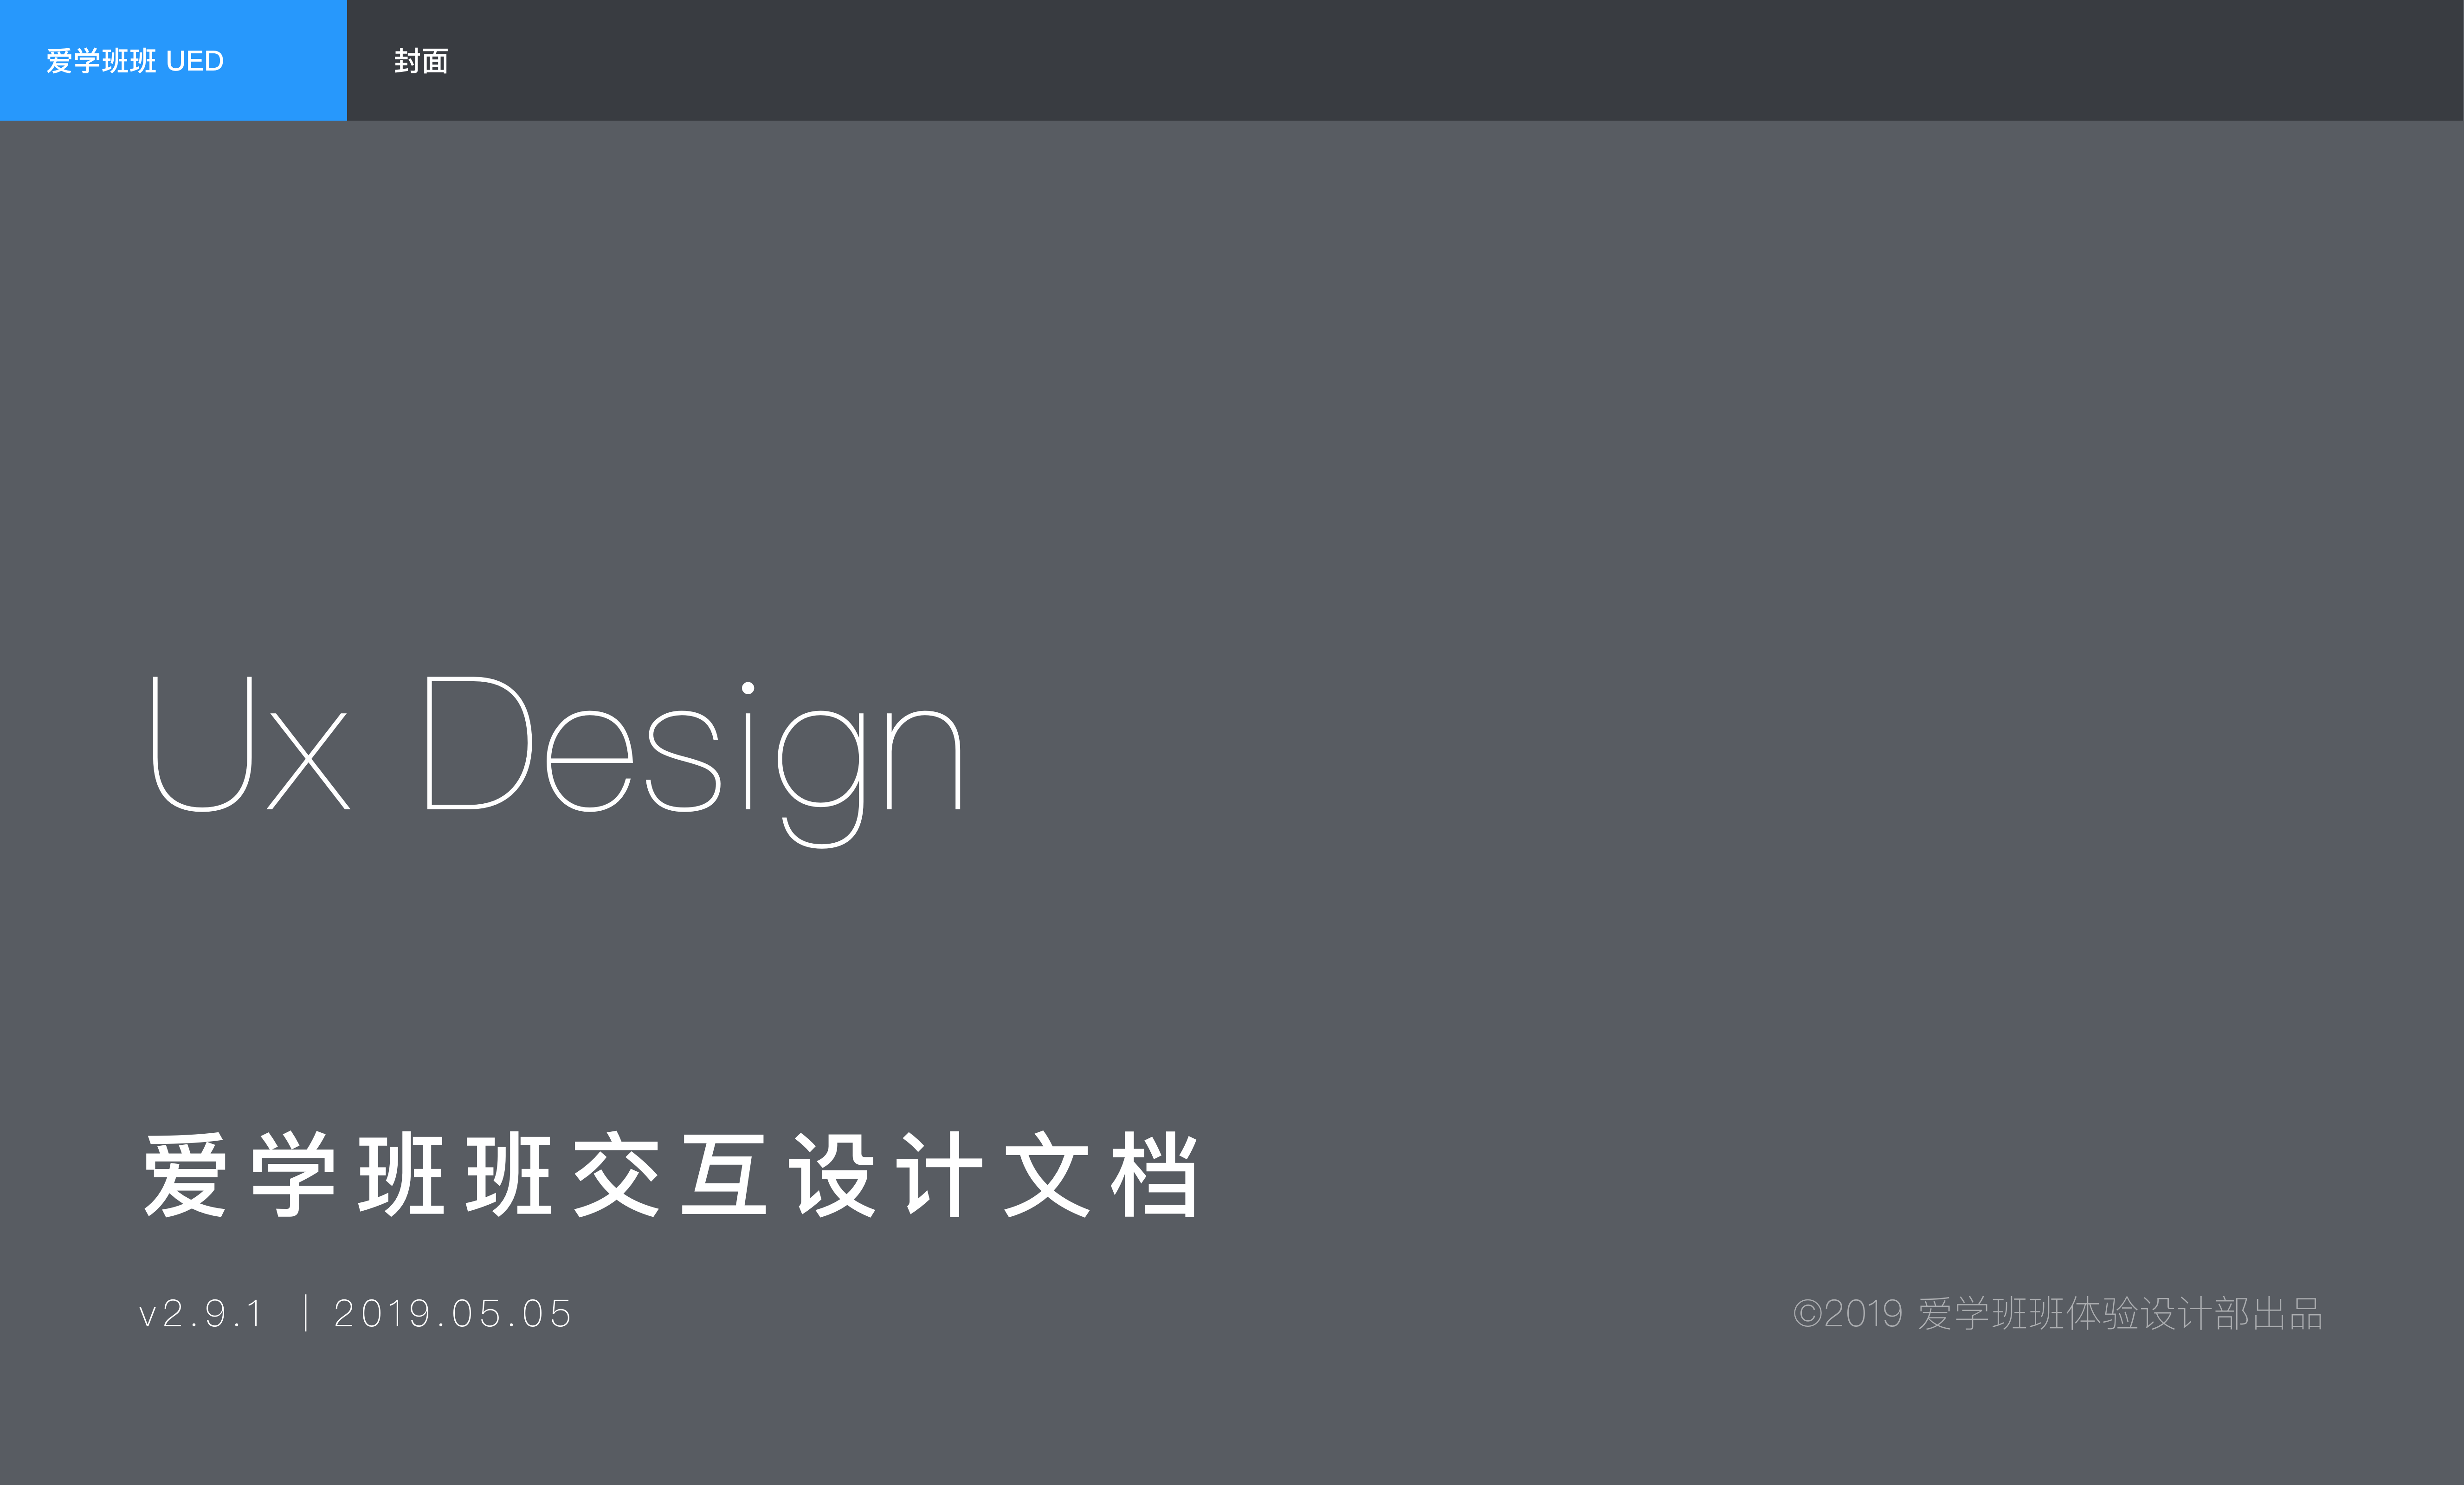 爱学班班 UED
封面
Ux Design
爱学班班交互设计文档
v2.9.1 | 2019.05.05
©2019 爱学班班体验设计部出品